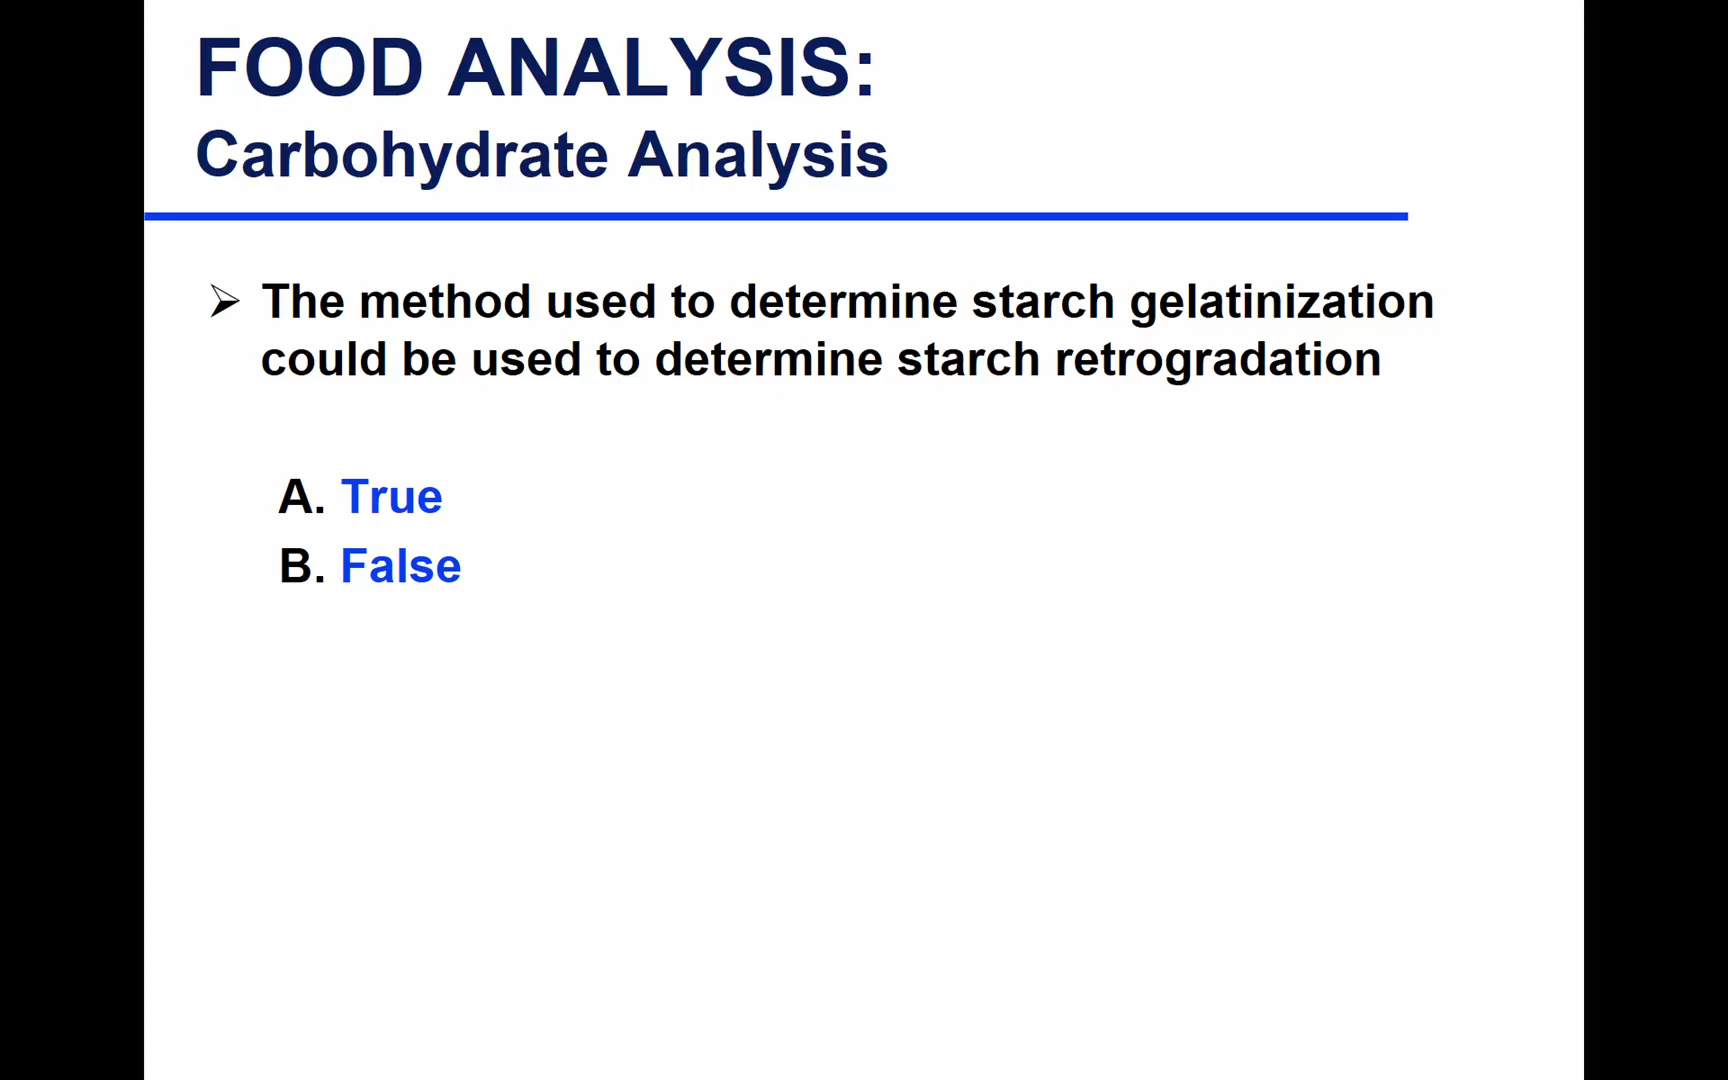 FOOD ANALYSIS:
Carbohydrate Analysis
➢ The method used to determine starch gelatinization
could be used to determine starch retrogradation
A. True
B. False